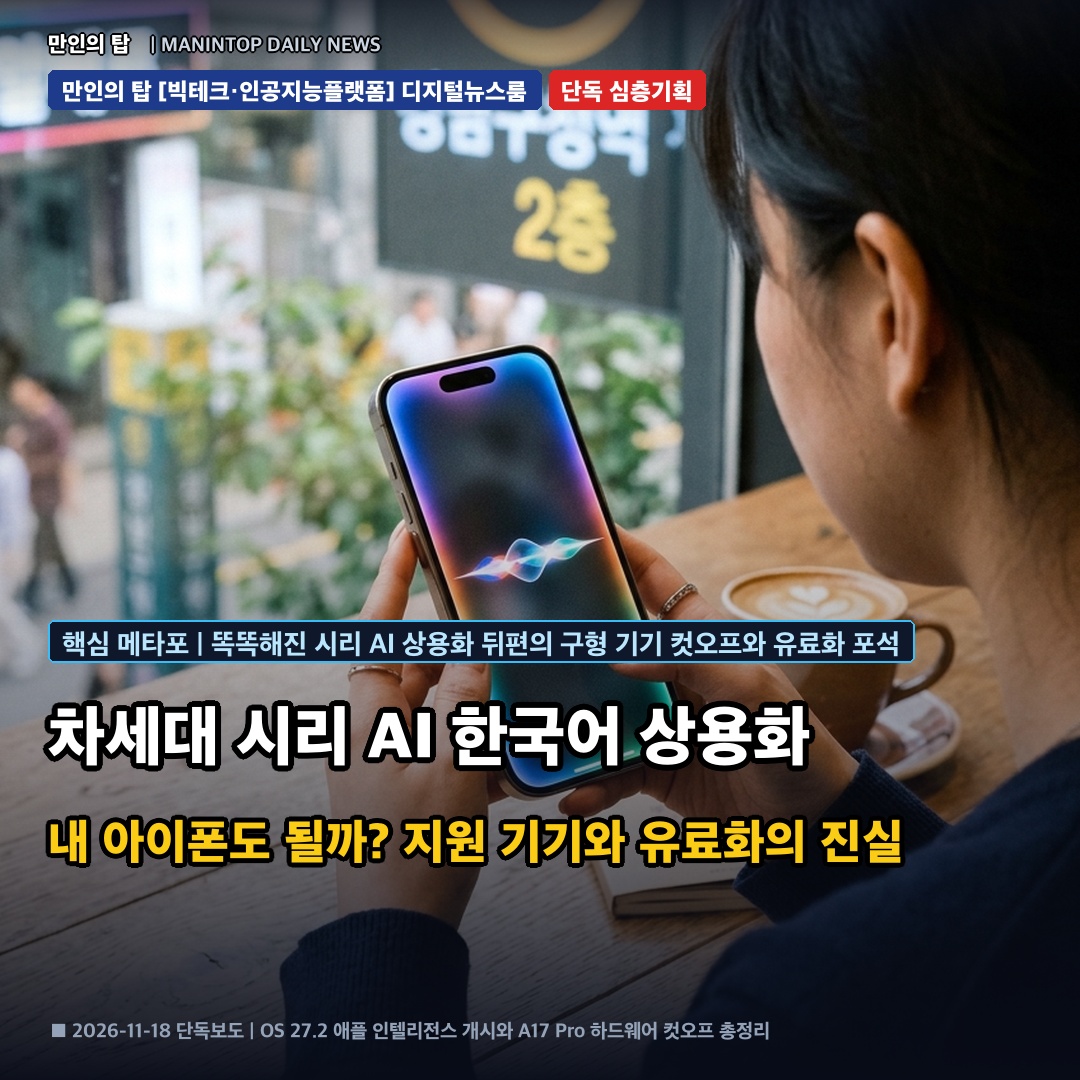 만인의 탑 | MANINTOP DAILY NEWS
만인의 탑 [빅테크·인공지능플랫폼] 디지털뉴스룸 단독 심층기획
2층
핵심 메타포 | 똑똑해진 시리 AI 상용화 뒤편의 구형 기기 컷오프와 유료화 포석
차세대 시리 AI 한국어 상용화
내 아이폰도 될까? 지원 기기와 유료화의 진실
■ 2026-11-18 단독보도 | OS 27.2 애플 인텔리전스 개시와 A17 Pro 하드웨어 컷오프 총정리